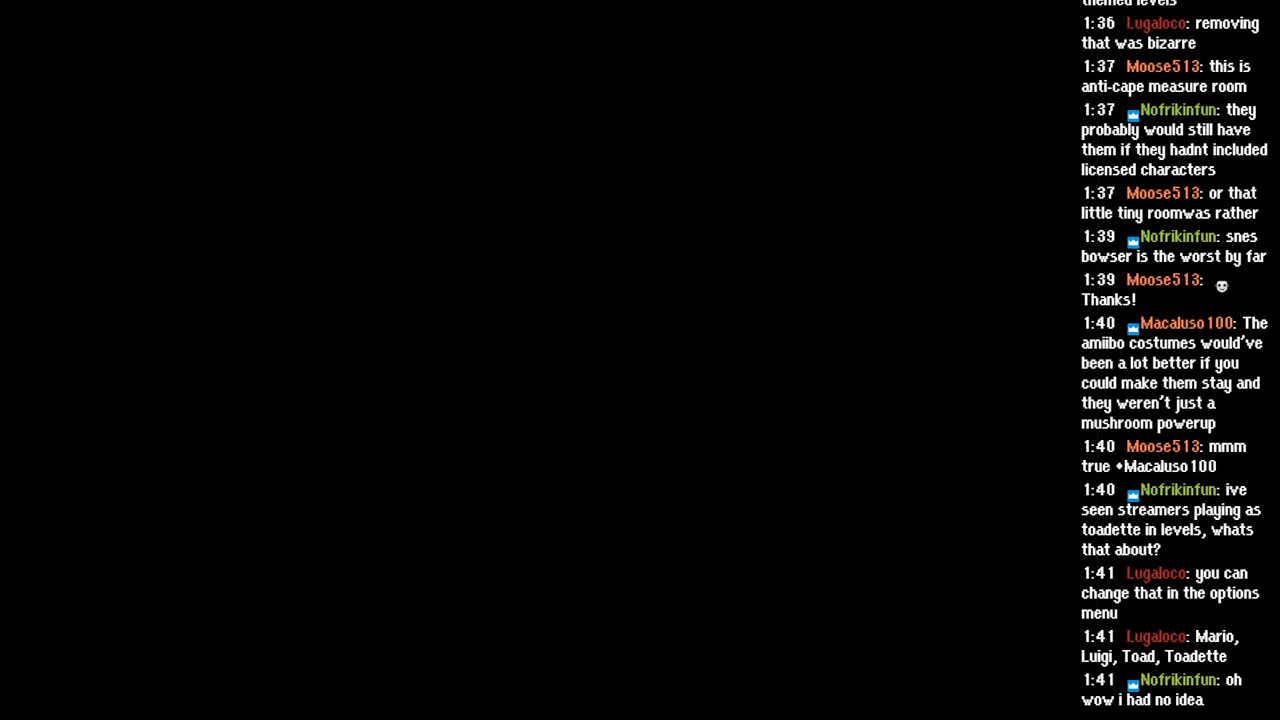 themed levels
1:36 Lugaloco: removing
that was bizarre
1:37 Moose513: this is
anti-cape measure room
1:37 Nofrikinfun: they
probably would still have
them if they hadnt included
licensed characters
1:37 Moose513: or that
little tiny roomwas rather
1:39 Nofrikinfun: snes
bowser is the worst by far
1:39 Moose513:
Thanks!
1:40 Macaluso100: The
amiibo costumes would've
been a lot better if you
could make them stay and
they weren't just a
mushroom powerup
1:40 Moose513: mmm
true •Macaluso100
1:40 Nofrikinfun: ive
seen streamers playing as
toadette in levels, whats
that about?
1:41 Lugaloco: you can
change that in the options
menu
1:41 Lugaloco: Mario,
Luigi, Toad, Toadette
1:41 Nofrikinfun: oh
wow i had no idea